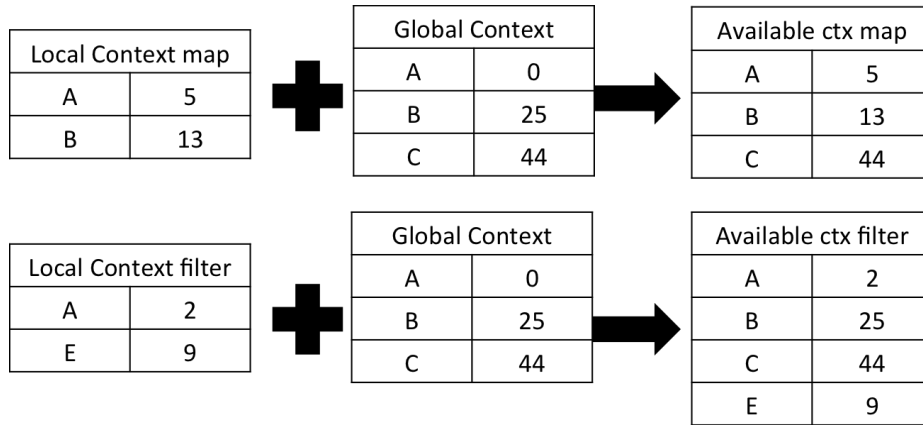 Local Context map
A 5
B 13
Global Context
A 0
B 25
C 44
Available ctx map
A 5
B 13
C 44
Local Context filter
A 2
E 9
Global Context
A 0
B 25
C 44
Available ctx filter
A 2
B 25
C 44
E 9